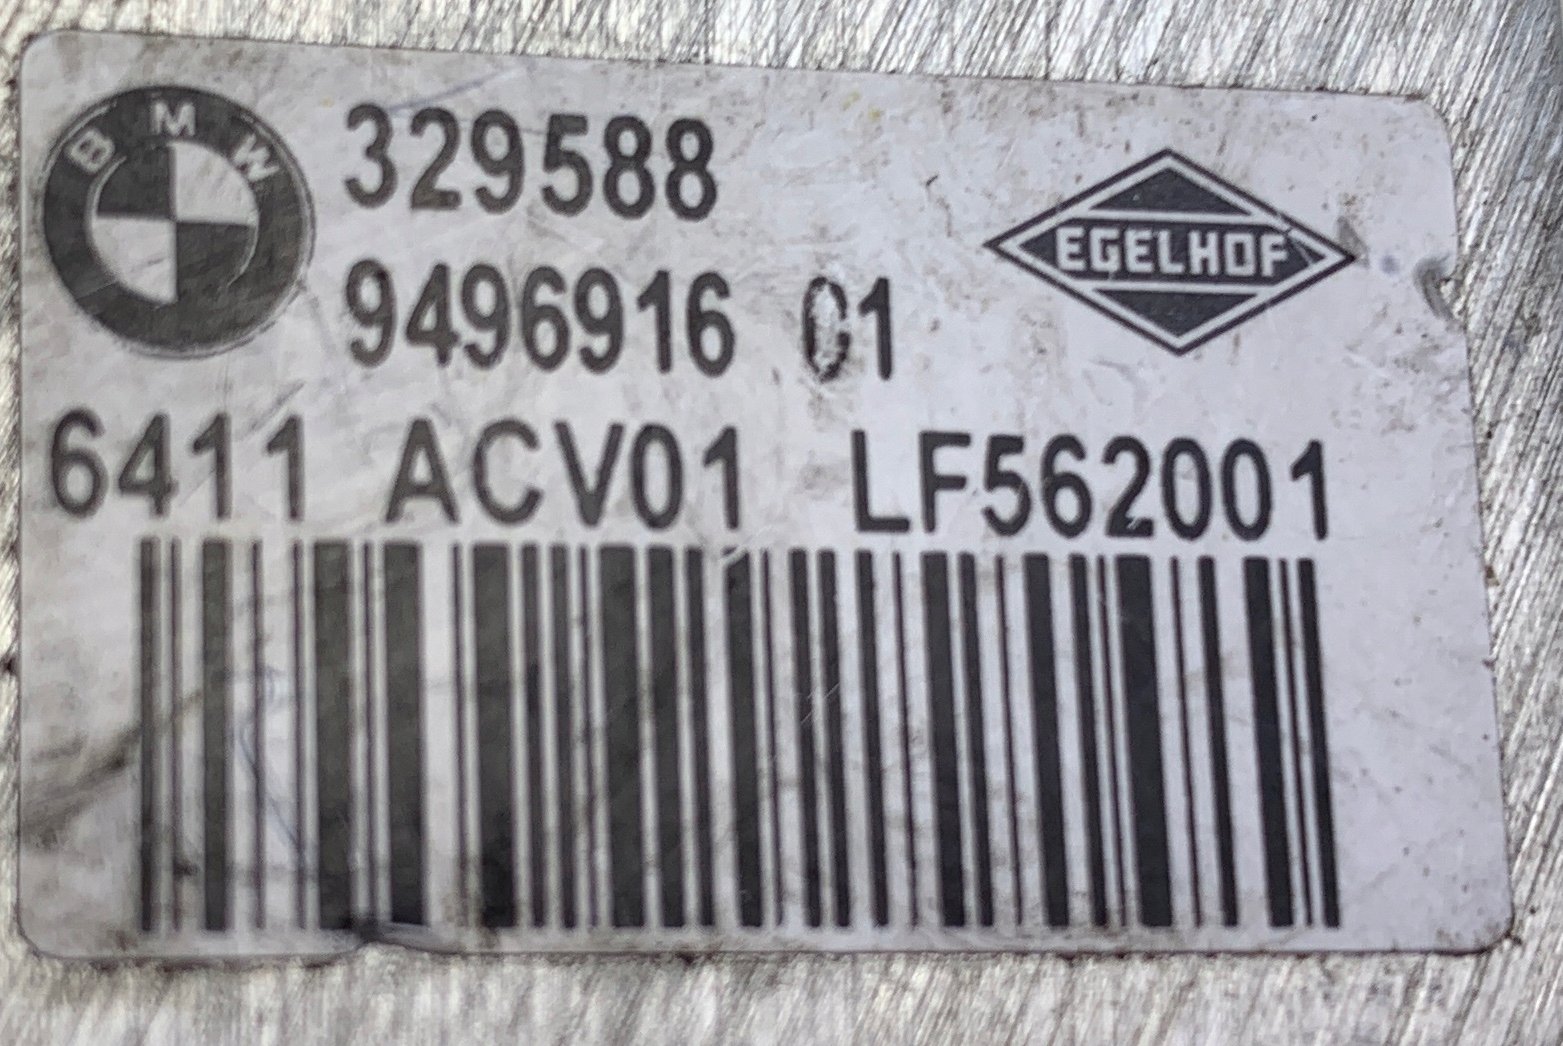 BMW
329588
EGELHOF
9496916 01
6411 ACV01 LF562001